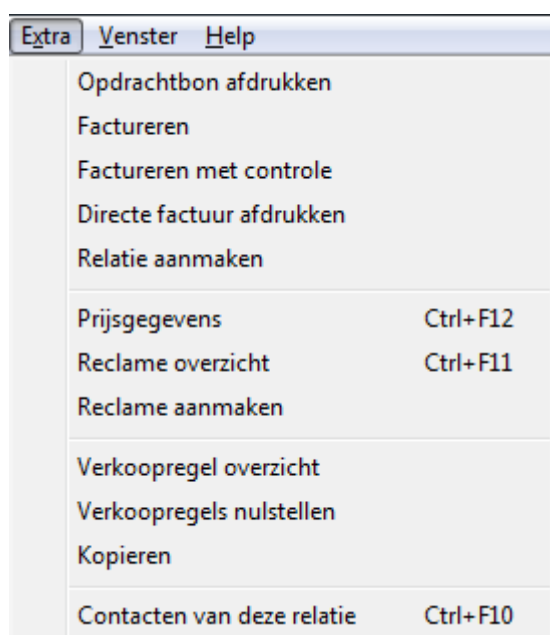 Extra Venster Help
Opdrachtbon afdrukken
Factureren
Factureren met controle
Directe factuur afdrukken
Relatie aanmaken
Prijsgegevens Ctrl+F12
Reclame overzicht Ctrl+F11
Reclame aanmaken
Verkoopregel overzicht
Verkoopregels nulstellen
Kopieren
Contacten van deze relatie Ctrl+F10